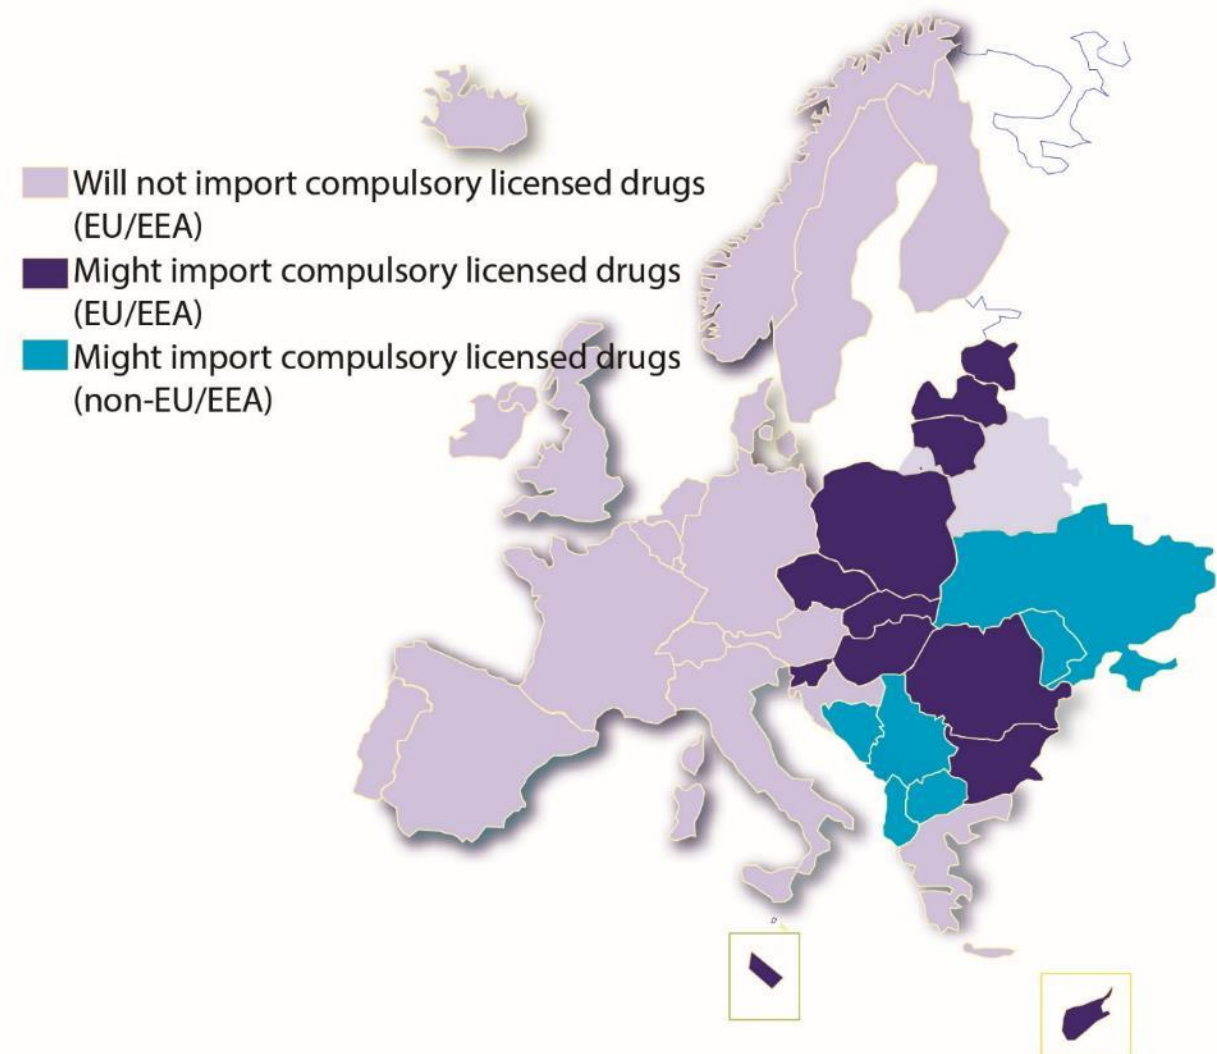 Will not import compulsory licensed drugs
(EU/EEA)
Might import compulsory licensed drugs
(EU/EEA)
Might import compulsory licensed drugs
(non-EU/EEA)